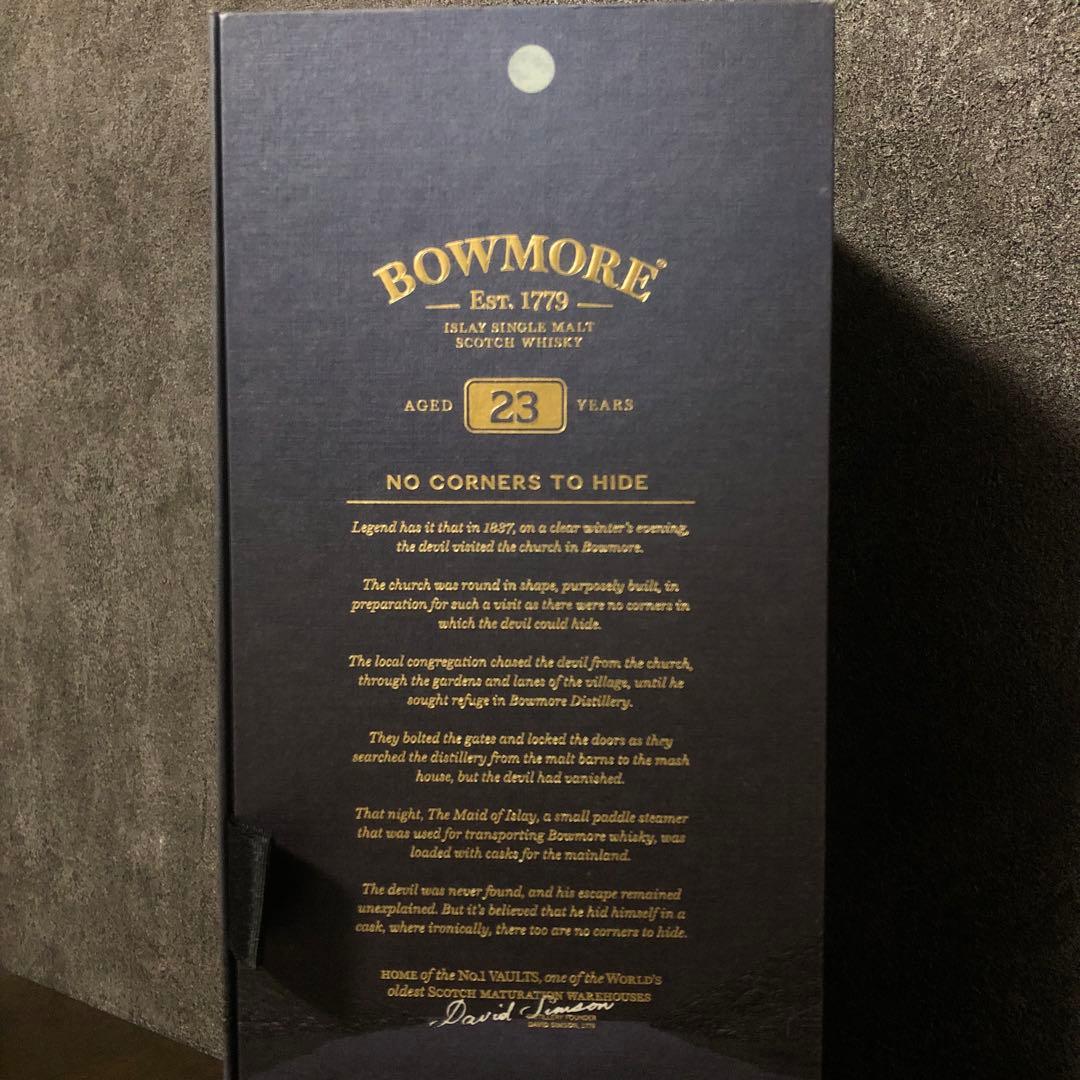 BOWMORE®
EST. 1779
ISLAY SINGLE MALT
SCOTCH WHISKY
AGED 23 YEARS
NO CORNERS TO HIDE
Legend has it that in 1837, on a clear winter's evening,
the devil visited the church in Bowmore.
The church was round in shape, purposely built, in
preparation for such a visit as there were no corners in
which the devil could hide.
The local congregation chased the devil from the church,
through the gardens and lanes of the village, until he
sought refuge in Bowmore Distillery.
They bolted the gates and locked the doors as they
searched the distillery from the malt barns to the mash
house, but the devil had vanished.
That night, The Maid of Islay, a small paddle steamer
that was used for transporting Bowmore whisky, was
loaded with casks for the mainland.
The devil was never found, and his escape remained
unexplained. But it's believed that he hid himself in a
cask, where ironically, there too are no corners to hide.
HOME of the No.1 VAULTS, one of the WORLD'S
oldest SCOTCH MATURATION WAREHOUSES
David Simson
DISTILLERY FOUNDER
DAVID SIMSON, 1779